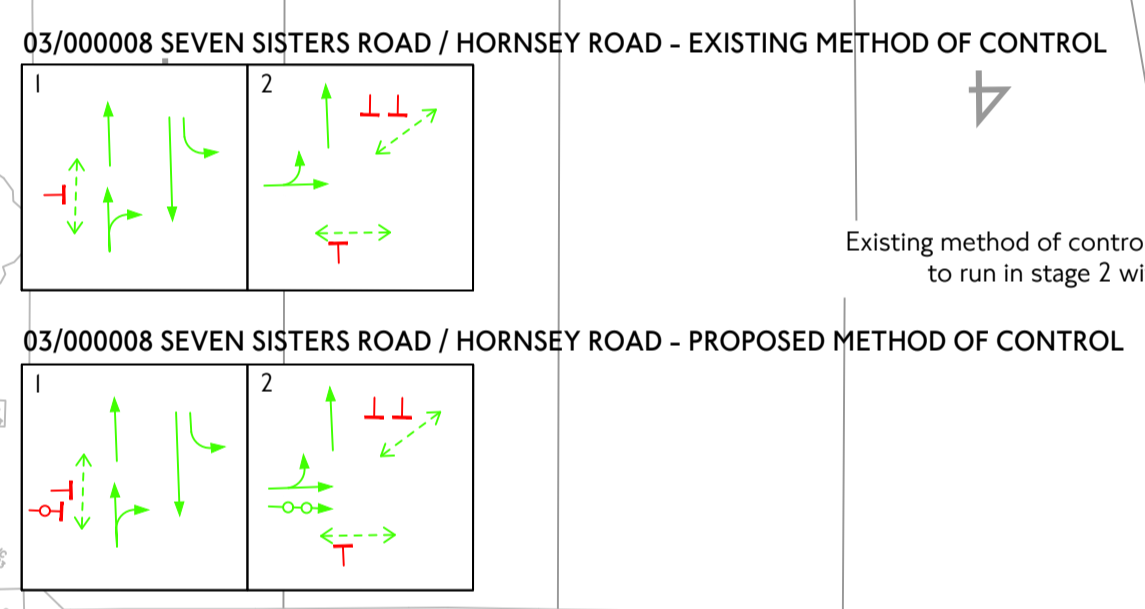 03/000008 SEVEN SISTERS ROAD / HORNSEY ROAD - EXISTING METHOD OF CONTROL
1
2
Existing method of contro
to run in stage 2 wi
03/000008 SEVEN SISTERS ROAD / HORNSEY ROAD - PROPOSED METHOD OF CONTROL
1
2